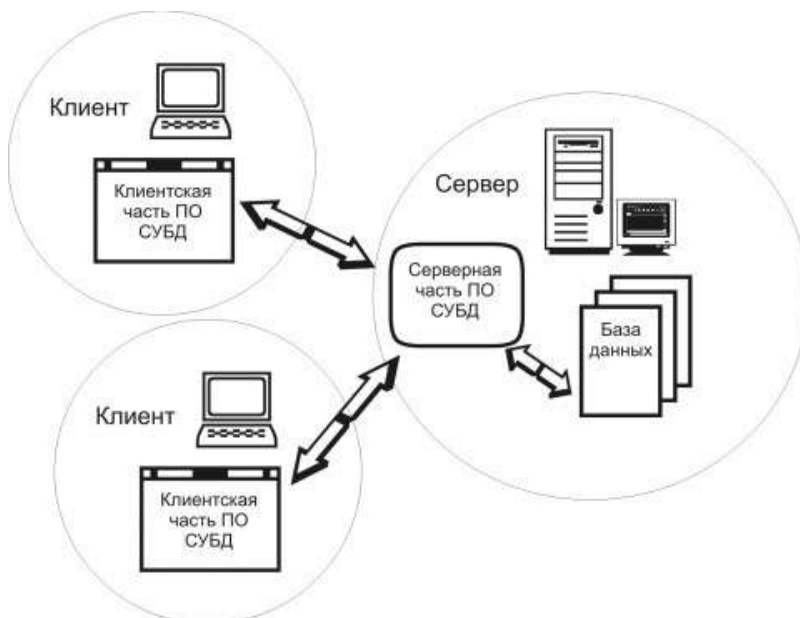 Клиент
Клиентская
часть ПО
СУБД
Сервер
Серверная
часть ПО
СУБД
База
данных
Клиент
Клиентская
часть ПО
СУБД